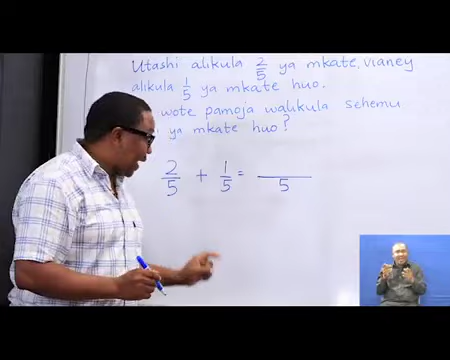 Utashi alikula 2/5 ya mkate, Vianey
alikula 1/5 ya mkate huo.
wote pamoja walikula sehemu
ya mkate huo?
2/5 + 1/5 = __/5